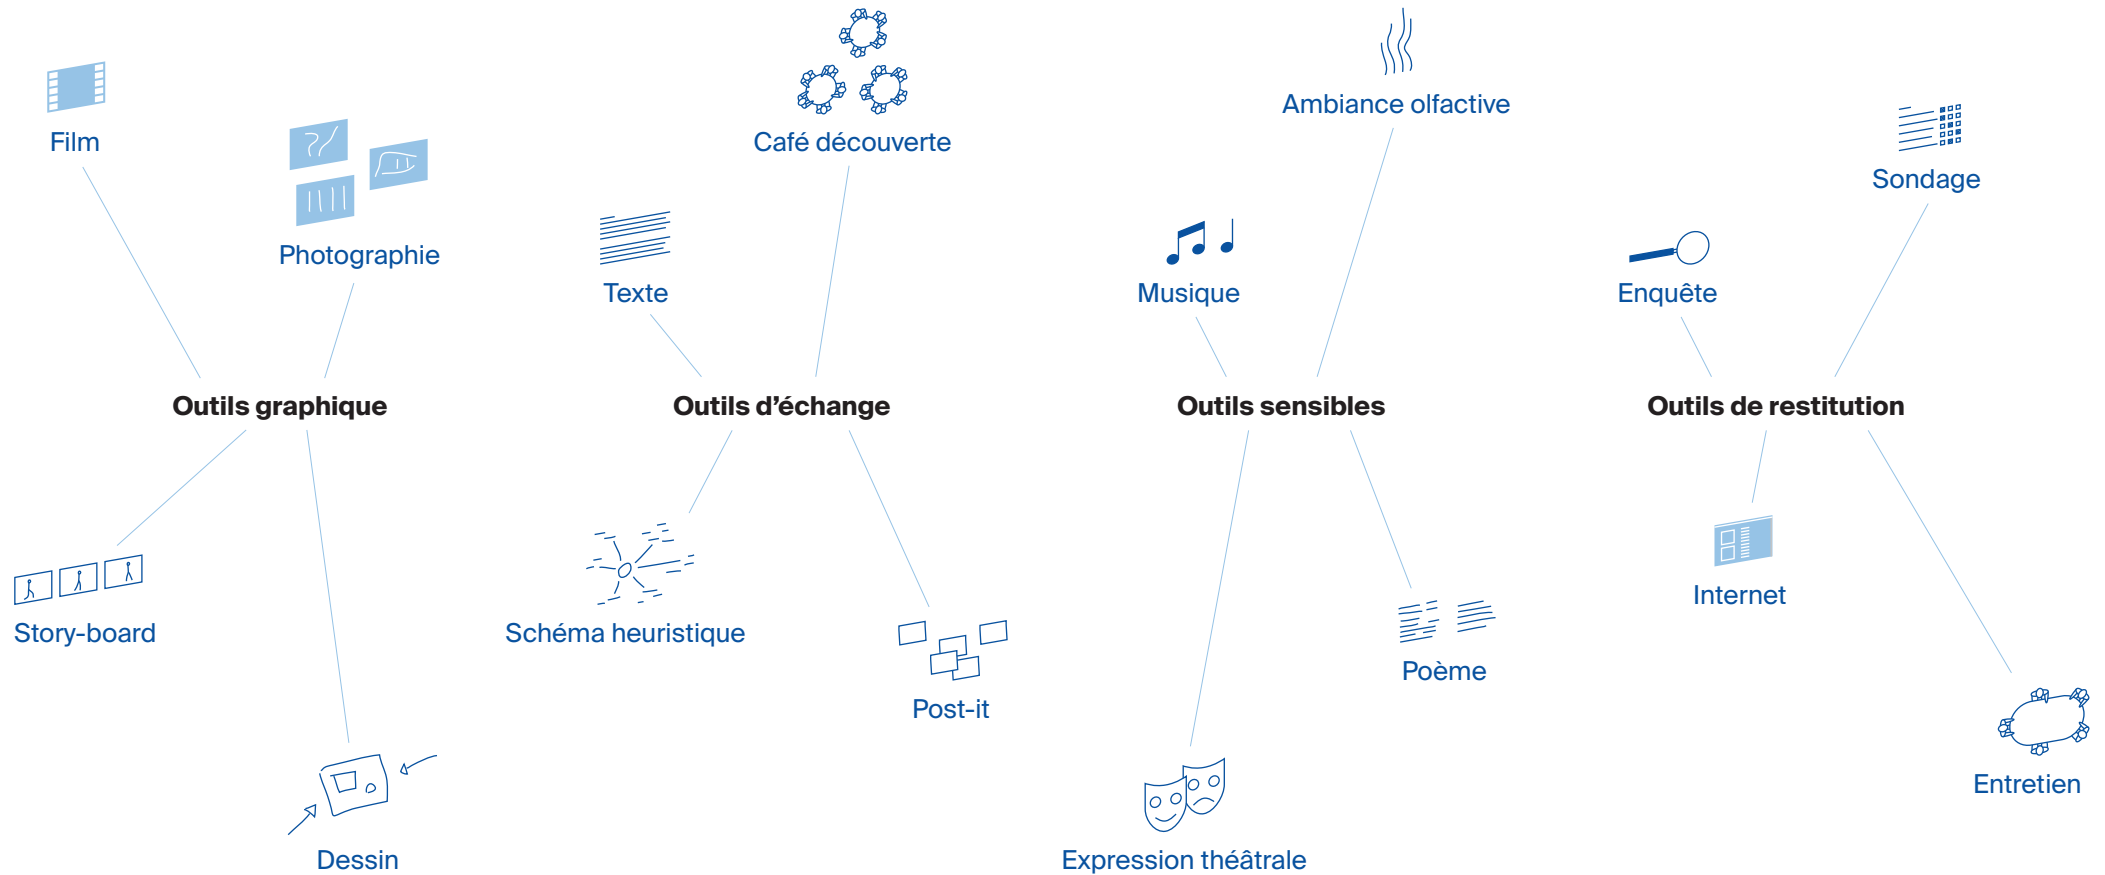 Film
Photographie
Outils graphique
Story-board
Dessin
Café découverte
Texte
Outils d’échange
Schéma heuristique
Post-it
Ambiance olfactive
Musique
Outils sensibles
Poème
Expression théâtrale
Sondage
Enquête
Outils de restitution
Internet
Entretien